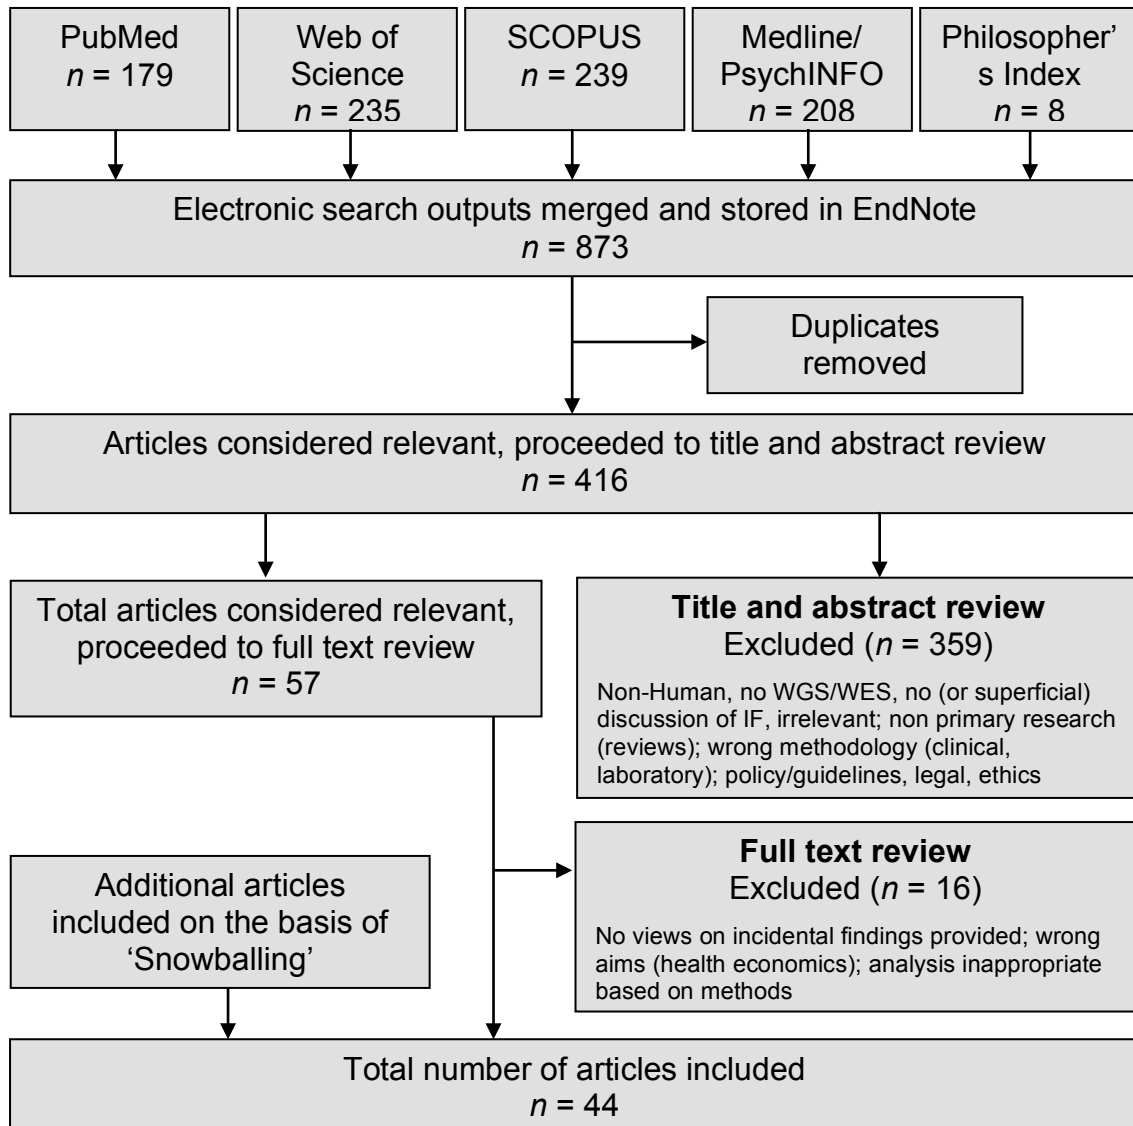 PubMed
n = 179
Web of
Science
n = 235
SCOPUS
n = 239
Medline/
PsychINFO
n = 208
Philosopher’
s Index
n = 8
Electronic search outputs merged and stored in EndNote
n = 873
Duplicates
removed
Articles considered relevant, proceeded to title and abstract review
n = 416
Total articles considered relevant,
proceeded to full text review
n = 57
Title and abstract review
Excluded (n = 359)
Non-Human, no WGS/WES, no (or superficial)
discussion of IF, irrelevant; non primary research
(reviews); wrong methodology (clinical,
laboratory); policy/guidelines, legal, ethics
Full text review
Excluded (n = 16)
No views on incidental findings provided; wrong
aims (health economics); analysis inappropriate
based on methods
Additional articles
included on the basis of
‘Snowballing’
Total number of articles included
n = 44